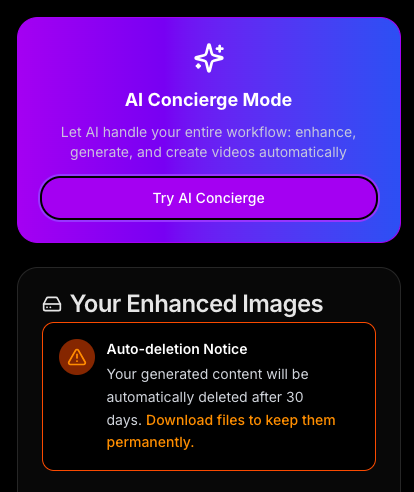 AI Concierge Mode
Let AI handle your entire workflow: enhance,
generate, and create videos automatically
Try AI Concierge
Your Enhanced Images
Auto-deletion Notice
Your generated content will be
automatically deleted after 30
days. Download files to keep them
permanently.